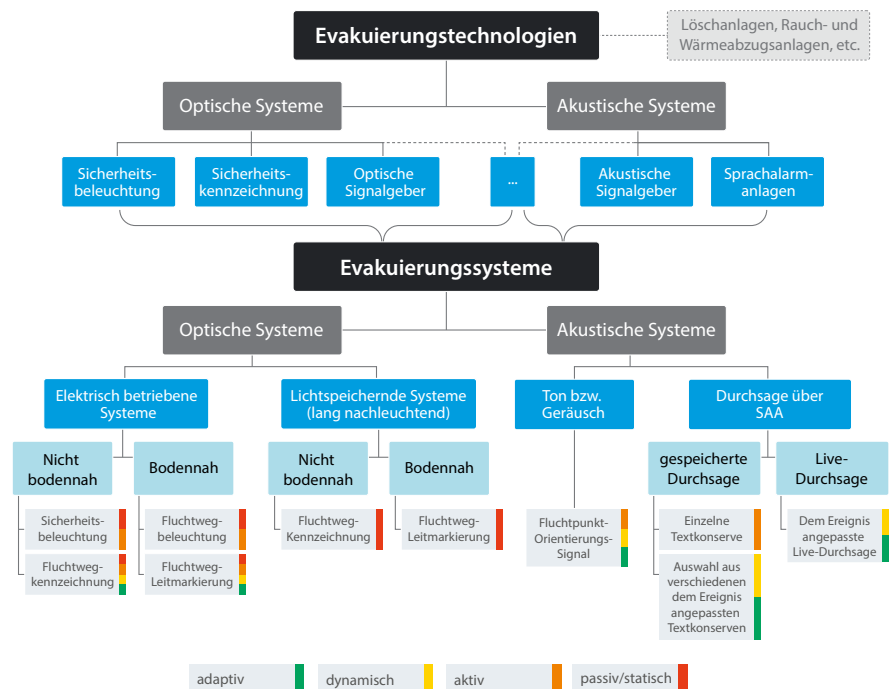 Evakuierungstechnologien
Löschanlagen, Rauch- und
Wärmeabzugsanlagen, etc.
Optische Systeme
Akustische Systeme
Sicherheits-
beleuchtung
Sicherheits-
kennzeichnung
Optische
Signalgeber
...
Akustische
Signalgeber
Sprachalarm-
anlagen
Evakuierungssysteme
Optische Systeme
Akustische Systeme
Elektrisch betriebene
Systeme
Lichtspeichernde Systeme
(lang nachleuchtend)
Ton bzw.
Geräusch
Durchsage über
SAA
Nicht
bodennah
Bodennah
Nicht
bodennah
Bodennah
gespeicherte
Durchsage
Live-
Durchsage
Sicherheits-
beleuchtung
Fluchtweg-
beleuchtung
Fluchtweg-
Kennzeichnung
Fluchtweg-
Leitmarkierung
Fluchtpunkt-
Orientierungs-
Signal
Einzelne
Textkonserve
Dem Ereignis
angepasste
Live-Durchsage
Fluchtweg-
kennzeichnung
Fluchtweg-
Leitmarkierung
Auswahl aus
verschiedenen
dem Ereignis
angepassten
Textkonserven
adaptiv
dynamisch
aktiv
passiv/statisch